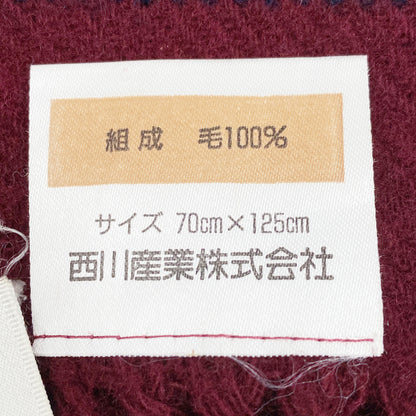 組成 毛100%
サイズ 70cm×125cm
西川産業株式会社